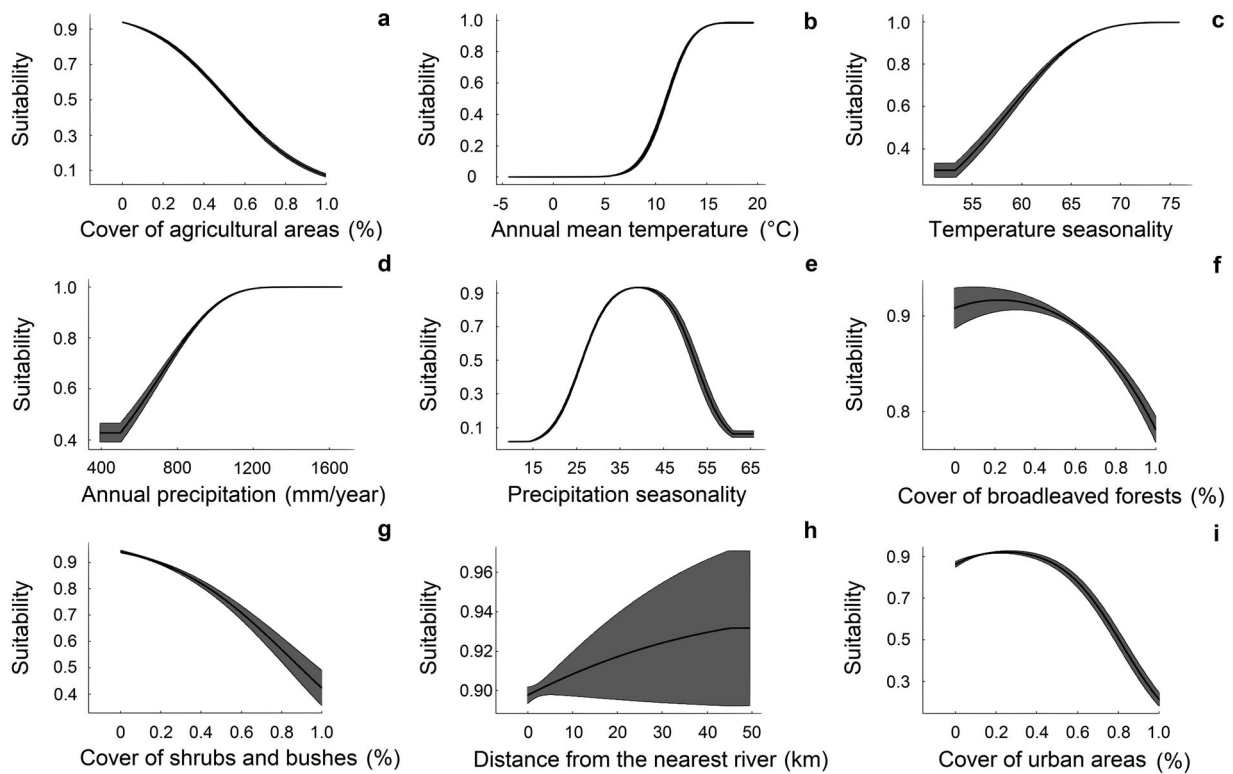 a
0.9
0.7
0.5
0.3
0.1
Suitability
0 0.2 0.4 0.6 0.8 1.0
Cover of agricultural areas (%)
b
1.0
0.8
0.6
0.4
0.2
0
Suitability
-5 0 5 10 15 20
Annual mean temperature (°C)
c
1.0
0.8
0.6
0.4
Suitability
55 60 65 70 75
Temperature seasonality
d
1.0
0.8
0.6
0.4
Suitability
400 800 1200 1600
Annual precipitation (mm/year)
e
0.9
0.7
0.5
0.3
0.1
Suitability
15 25 35 45 55 65
Precipitation seasonality
f
0.9
0.8
Suitability
0 0.2 0.4 0.6 0.8 1.0
Cover of broadleaved forests (%)
g
0.9
0.8
0.7
0.6
0.5
0.4
Suitability
0 0.2 0.4 0.6 0.8 1.0
Cover of shrubs and bushes (%)
h
0.96
0.94
0.92
0.90
Suitability
0 10 20 30 40 50
Distance from the nearest river (km)
i
0.9
0.7
0.5
0.3
Suitability
0 0.2 0.4 0.6 0.8 1.0
Cover of urban areas (%)